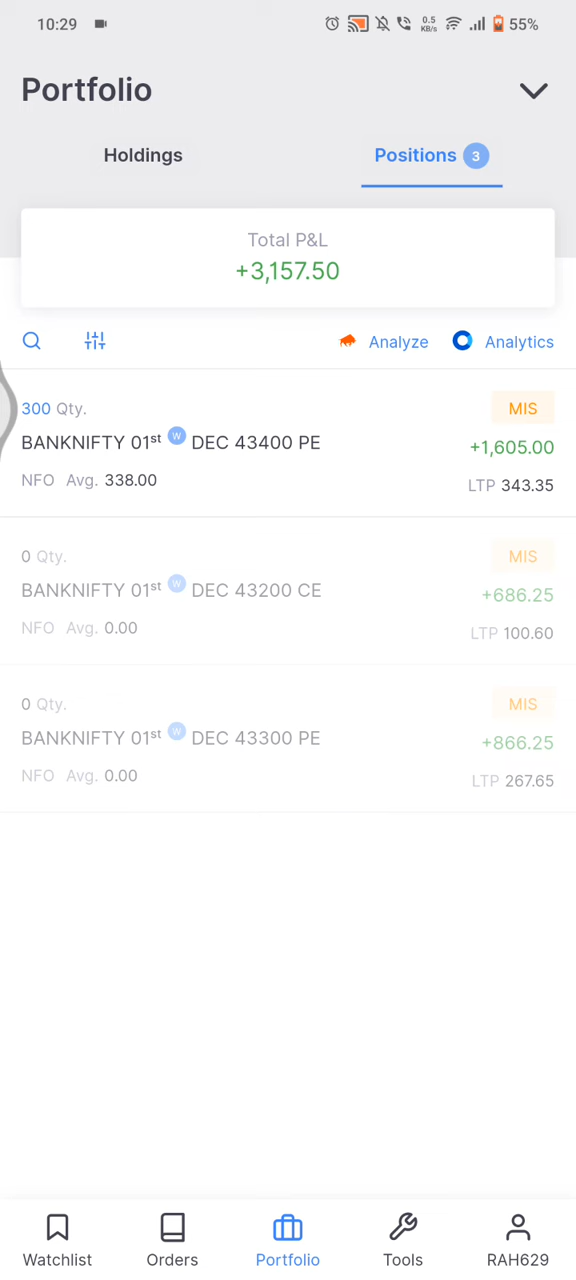 10:29 0.5 KB/s 55%
Portfolio
Holdings Positions 3
Total P&L
+3,157.50
Analyze Analytics
300 Qty. MIS
BANKNIFTY 01st W DEC 43400 PE +1,605.00
NFO Avg. 338.00 LTP 343.35
0 Qty. MIS
BANKNIFTY 01st W DEC 43200 CE +686.25
NFO Avg. 0.00 LTP 100.60
0 Qty. MIS
BANKNIFTY 01st W DEC 43300 PE +866.25
NFO Avg. 0.00 LTP 267.65
Watchlist Orders Portfolio Tools RAH629